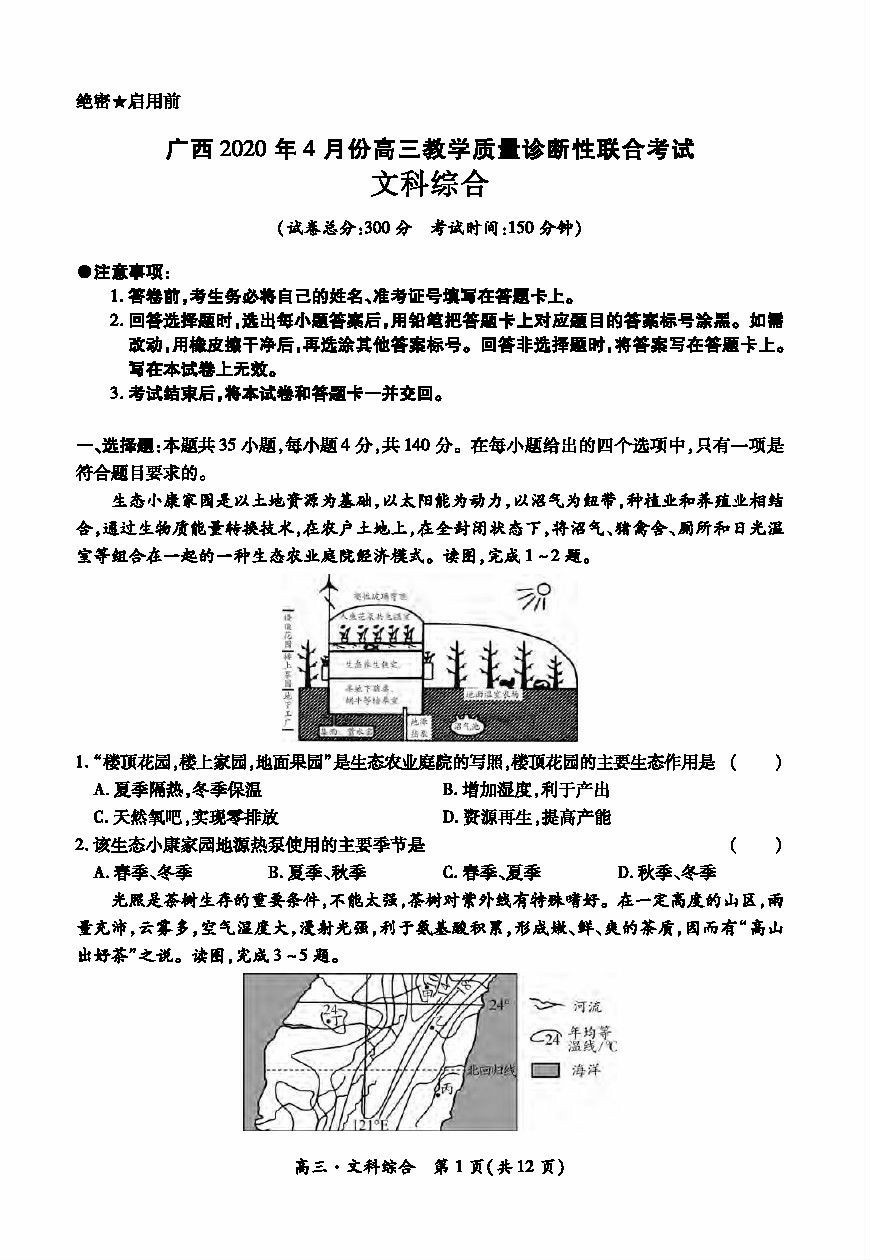 绝密★启用前
广西 2020 年 4 月份高三教学质量诊断性联合考试
文科综合
(试卷总分:300 分 考试时间:150 分钟)
●注意事项:
1. 答卷前,考生务必将自己的姓名、准考证号填写在答题卡上。
2. 回答选择题时,选出每小题答案后,用铅笔把答题卡上对应题目的答案标号涂黑。如需
改动,用橡皮擦干净后,再选涂其他答案标号。回答非选择题时,将答案写在答题卡上。
写在本试卷上无效。
3. 考试结束后,将本试卷和答题卡一并交回。
一、选择题:本题共 35 小题,每小题 4 分,共 140 分。在每小题给出的四个选项中,只有一项是
符合题目要求的。
生态小康家园是以土地资源为基础,以太阳能为动力,以沼气为纽带,种植业和养殖业相结
合,通过生物质能量转换技术,在农户土地上,在全封闭状态下,将沼气、猪禽舍、厕所和日光温
室等组合在一起的一种生态农业庭院经济模式。读图,完成 1~2 题。
楼顶花园
楼上家园
地下工厂
生态养生教室
地面温室农场
地源热泵
沼气池
1. “楼顶花园,楼上家园,地面果园”是生态农业庭院的写照,楼顶花园的主要生态作用是 ( )
A. 夏季隔热,冬季保温 B. 增加湿度,利于产出
C. 天然氧吧,实现零排放 D. 资源再生,提高产能
2. 该生态小康家园地源热泵使用的主要季节是 ( )
A. 春季、冬季 B. 夏季、秋季 C. 春季、夏季 D. 秋季、冬季
光照是茶树生存的重要条件,不能太强,茶树对紫外线有特殊嗜好。在一定高度的山区,雨
量充沛,云雾多,空气湿度大,漫射光强,利于氨基酸积累,形成嫩、鲜、爽的茶质,因而有“高山
出好茶”之说。读图,完成 3~5 题。
甲
14
18
24°
24
丁
乙
北回归线
丙
121°E
河流
24
年均等
温线/℃
海洋
高三·文科综合 第 1 页(共 12 页)